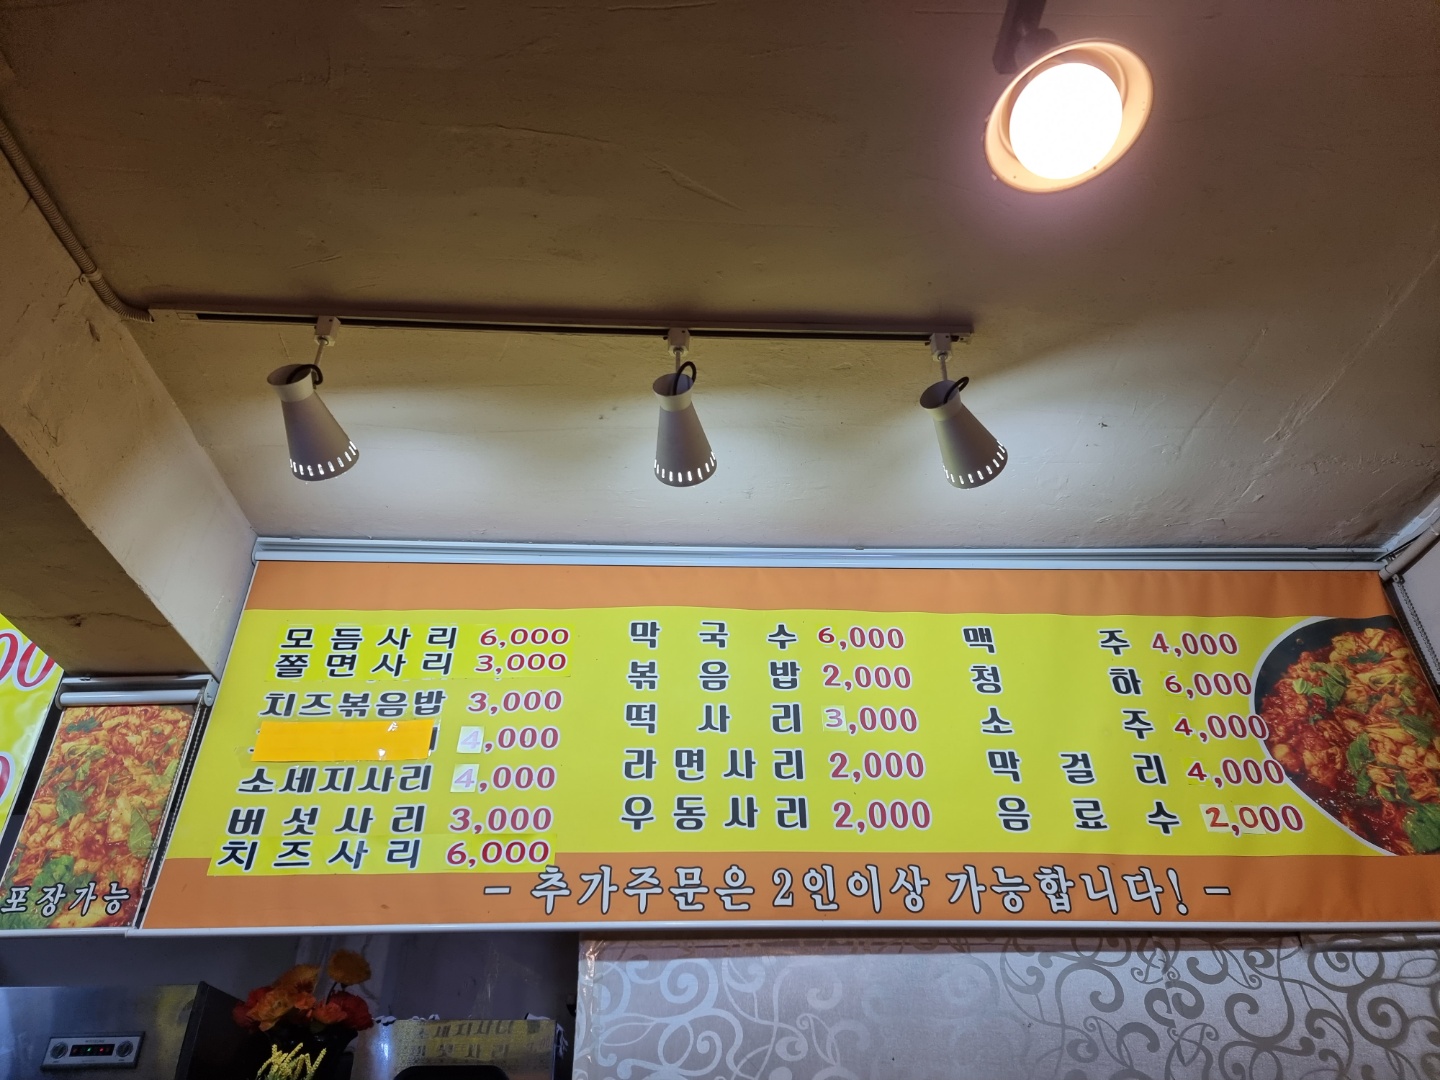 모듬사리 6,000
쫄면사리 3,000
치즈볶음밥 3,000
4,000
소세지사리 4,000
버섯사리 3,000
치즈사리 6,000
막국수 6,000
볶음밥 2,000
떡사리 3,000
라면사리 2,000
우동사리 2,000
맥주 4,000
청하 6,000
소주 4,000
막걸리 4,000
음료수 2,000
- 추가주문은 2인이상 가능합니다! -
포장가능